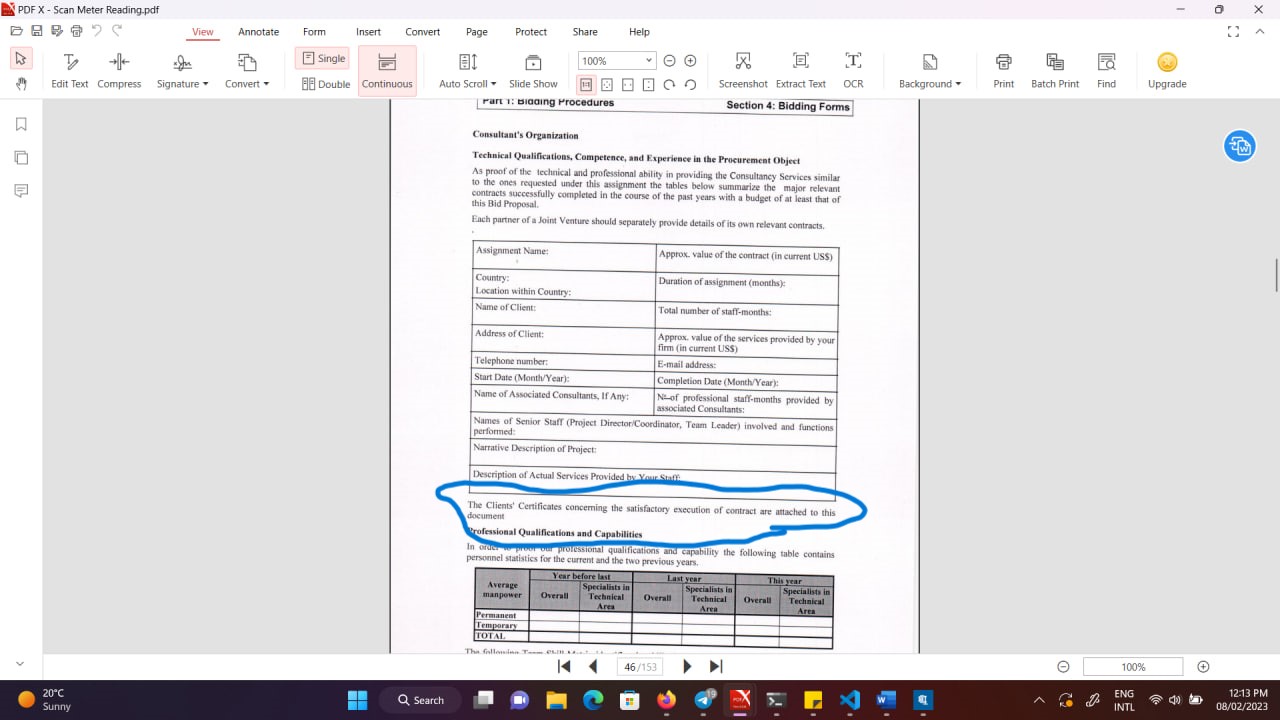 PDF X - Scan Meter Reading.pdf
View Annotate Form Insert Convert Page Protect Share Help
Edit Text Compress Signature Convert Single Double Continuous Auto Scroll Slide Show 100% Screenshot Extract Text OCR Background Print Batch Print Find Upgrade
Part 1: Bidding Procedures Section 4: Bidding Forms
Consultant's Organization
Technical Qualifications, Competence, and Experience in the Procurement Object
As proof of the technical and professional ability in providing the Consultancy Services similar
to the ones requested under this assignment the tables below summarize the major relevant
contracts successfully completed in the course of the past years with a budget of at least that of
this Bid Proposal.
Each partner of a Joint Venture should separately provide details of its own relevant contracts.
Assignment Name: Approx. value of the contract (in current US$)
Country: Duration of assignment (months):
Location within Country:
Name of Client: Total number of staff-months:
Address of Client: Approx. value of the services provided by your
firm (in current US$)
Telephone number: E-mail address:
Start Date (Month/Year): Completion Date (Month/Year):
Name of Associated Consultants, If Any: Nº of professional staff-months provided by
associated Consultants:
Names of Senior Staff (Project Director/Coordinator, Team Leader) involved and functions
performed:
Narrative Description of Project:
Description of Actual Services Provided by Your Staff:
The Clients' Certificates concerning the satisfactory execution of contract are attached to this
document
Professional Qualifications and Capabilities
In order to proof our professional qualifications and capability the following table contains
personnel statistics for the current and the two previous years.
Average manpower Year before last Last year This year
Overall Specialists in Technical Area Overall Specialists in Technical Area Overall Specialists in Technical Area
Permanent
Temporary
TOTAL
46/153 100%
20°C
Sunny
Search
19
ENG
INTL
12:13 PM
08/02/2023